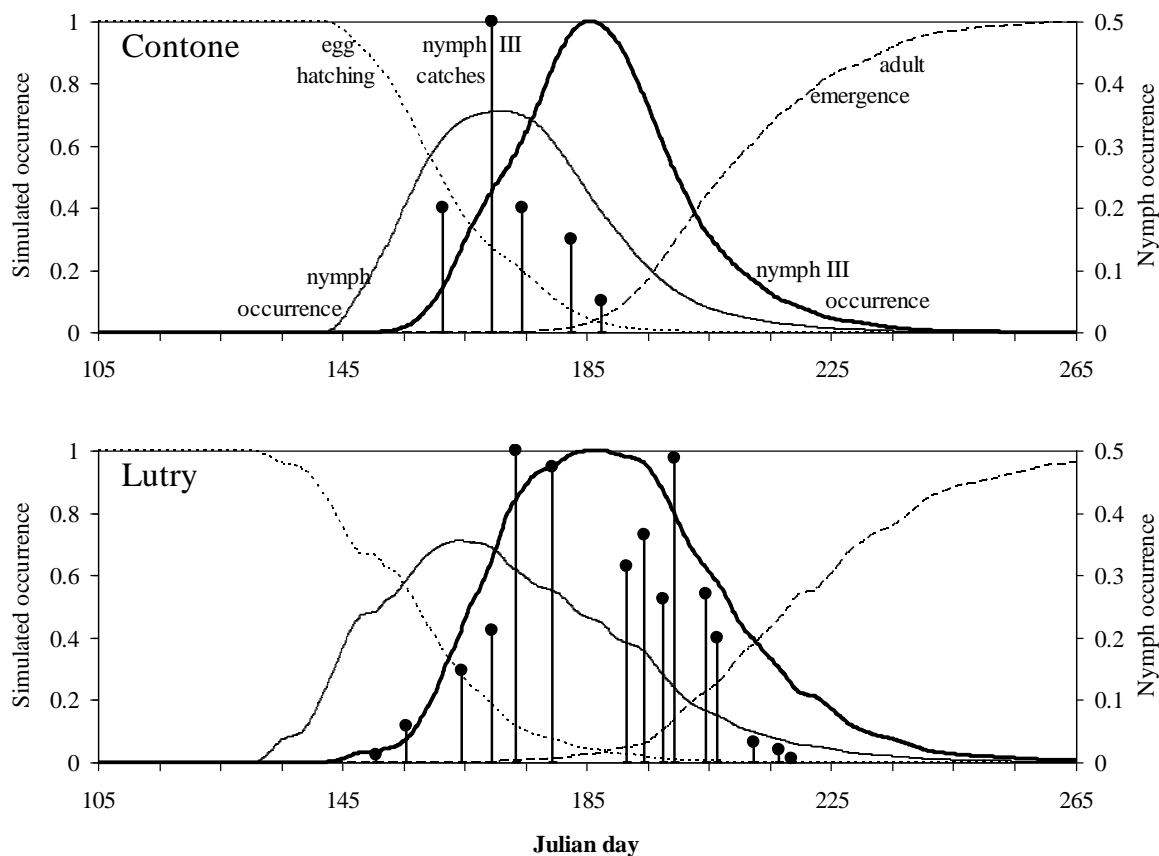 Contone
egg
hatching
nymph III
catches
adult
emergence
nymph
occurrence
nymph III
occurrence
Simulated occurrence
1
0.8
0.6
0.4
0.2
0
Nymph occurrence
0.5
0.4
0.3
0.2
0.1
0
105 145 185 225 265
Lutry
Simulated occurrence
1
0.8
0.6
0.4
0.2
0
Nymph occurrence
0.5
0.4
0.3
0.2
0.1
0
105 145 185 225 265
Julian day